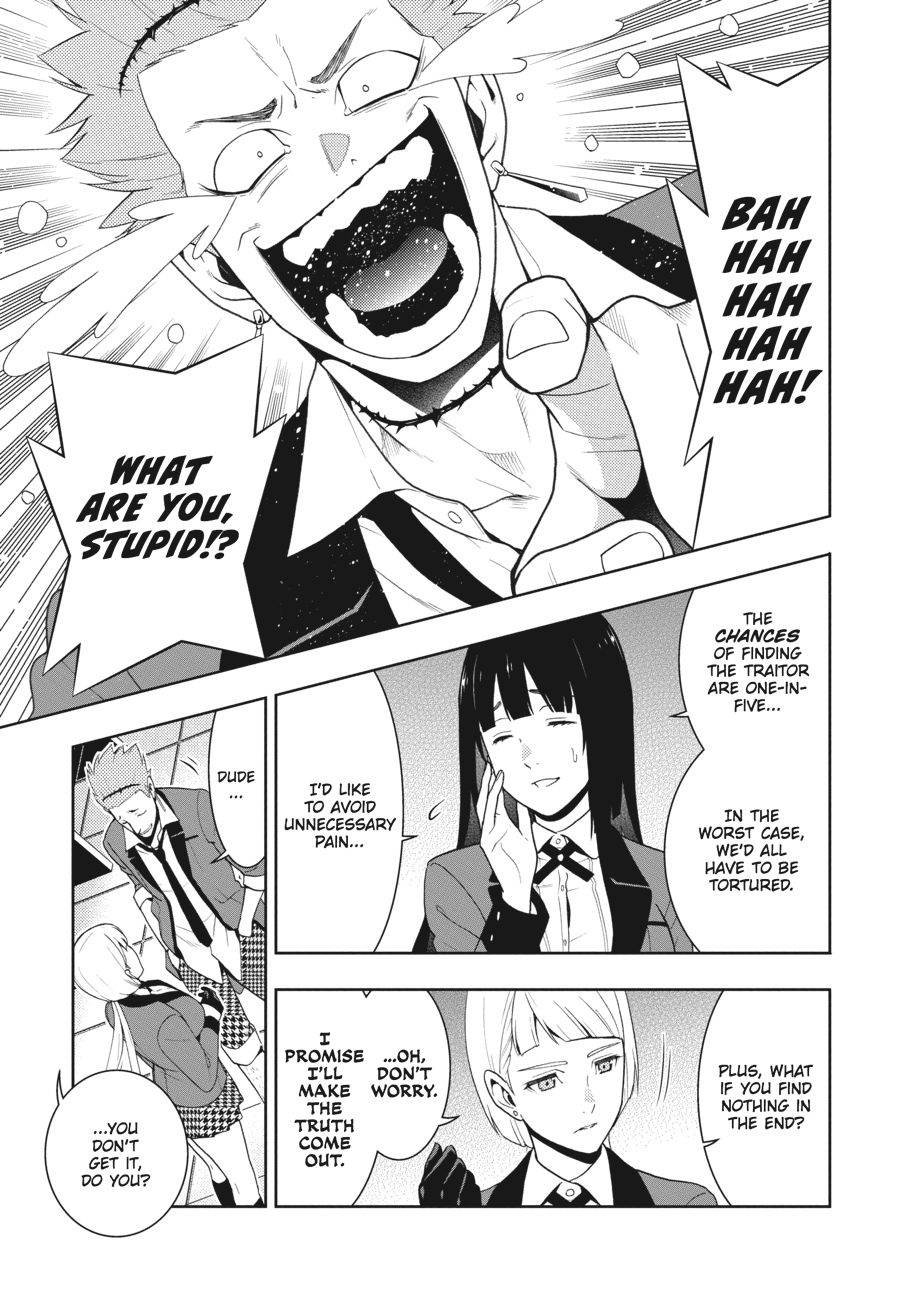 BAH
HAH
HAH
HAH
HAH!
WHAT
ARE YOU,
STUPID!?
THE
CHANCES
OF FINDING
THE TRAITOR
ARE ONE-IN-
FIVE...
IN THE
WORST CASE,
WE'D ALL
HAVE TO BE
TORTURED.
I'D LIKE
TO AVOID
UNNECESSARY
PAIN...
PLUS, WHAT
IF YOU FIND
NOTHING IN
THE END?
...OH,
DON'T
WORRY.
I
PROMISE
I'LL
MAKE
THE
TRUTH
COME
OUT.
DUDE
...
...YOU
DON'T
GET IT,
DO YOU?